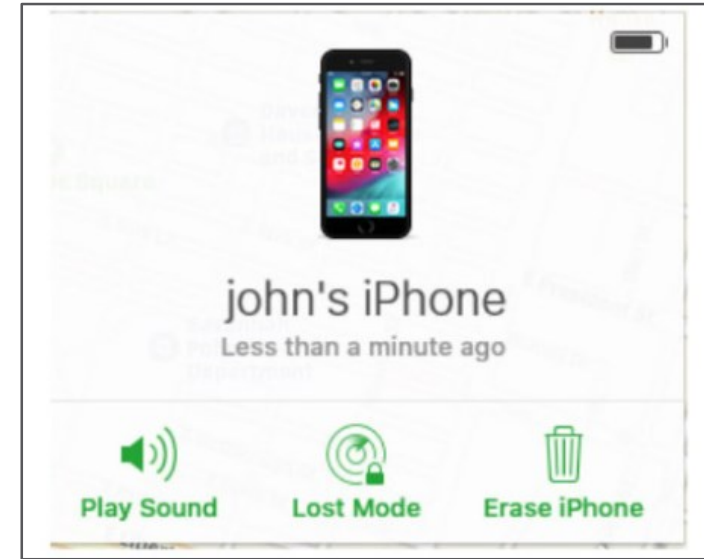 john's iPhone
Less than a minute ago
Play Sound
Lost Mode
Erase iPhone